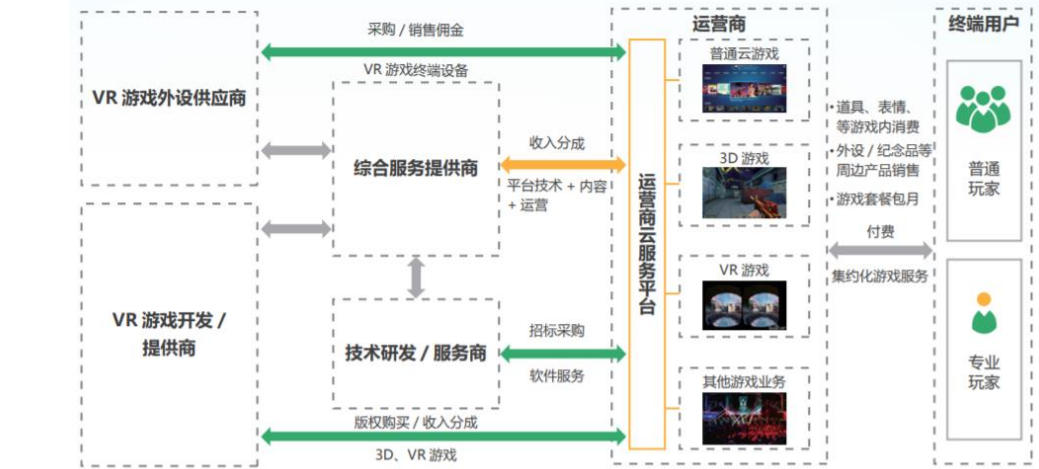 采购 / 销售佣金
VR 游戏终端设备
VR 游戏外设供应商
综合服务提供商
收入分成
平台技术 + 内容
+ 运营
VR 游戏开发 /
提供商
技术研发 / 服务商
招标采购
软件服务
版权购买 / 收入分成
3D、VR 游戏
运营商
运营商云服务平台
普通云游戏
3D 游戏
VR 游戏
其他游戏业务
•道具、表情、
等游戏内消费
•外设 / 纪念品等
周边产品销售
•游戏套餐包月
付费
集约化游戏服务
终端用户
普通
玩家
专业
玩家